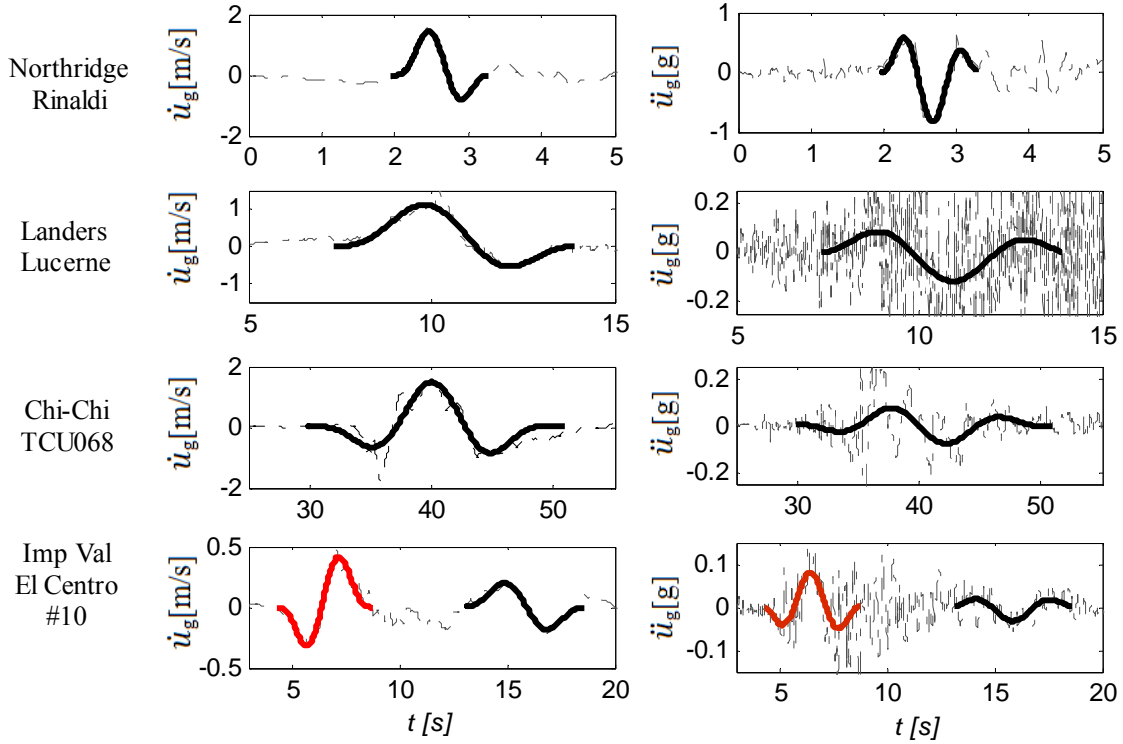 Northridge
Rinaldi
u̇g[m/s]
2
0
-2
0 1 2 3 4 5
üg[g]
1
0
-1
0 1 2 3 4 5
Landers
Lucerne
u̇g[m/s]
1
0
-1
5 10 15
üg[g]
0.2
0
-0.2
5 10 15
Chi-Chi
TCU068
u̇g[m/s]
2
0
-2
30 40 50
üg[g]
0.2
0
-0.2
30 40 50
Imp Val
El Centro
#10
u̇g[m/s]
0.5
0
-0.5
5 10 15 20
t [s]
üg[g]
0.1
0
-0.1
5 10 15 20
t [s]